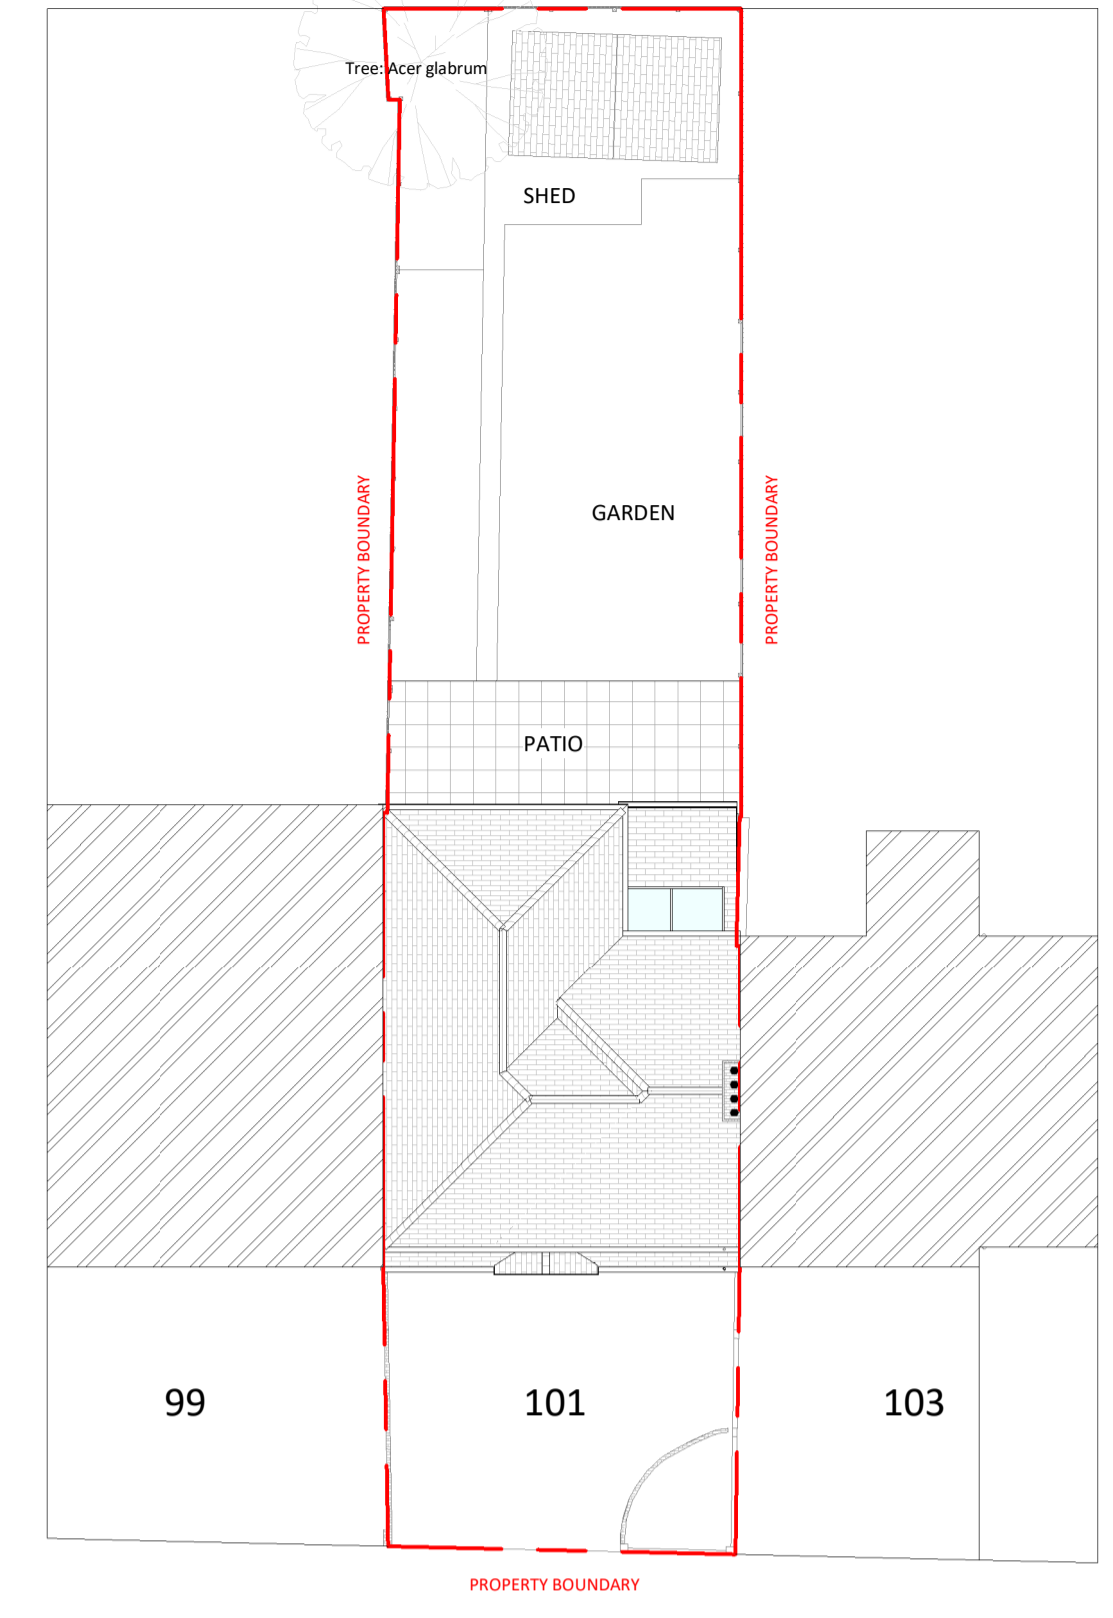 Tree: Acer glabrum
SHED
PROPERTY BOUNDARY
GARDEN
PROPERTY BOUNDARY
PATIO
99
101
103
PROPERTY BOUNDARY